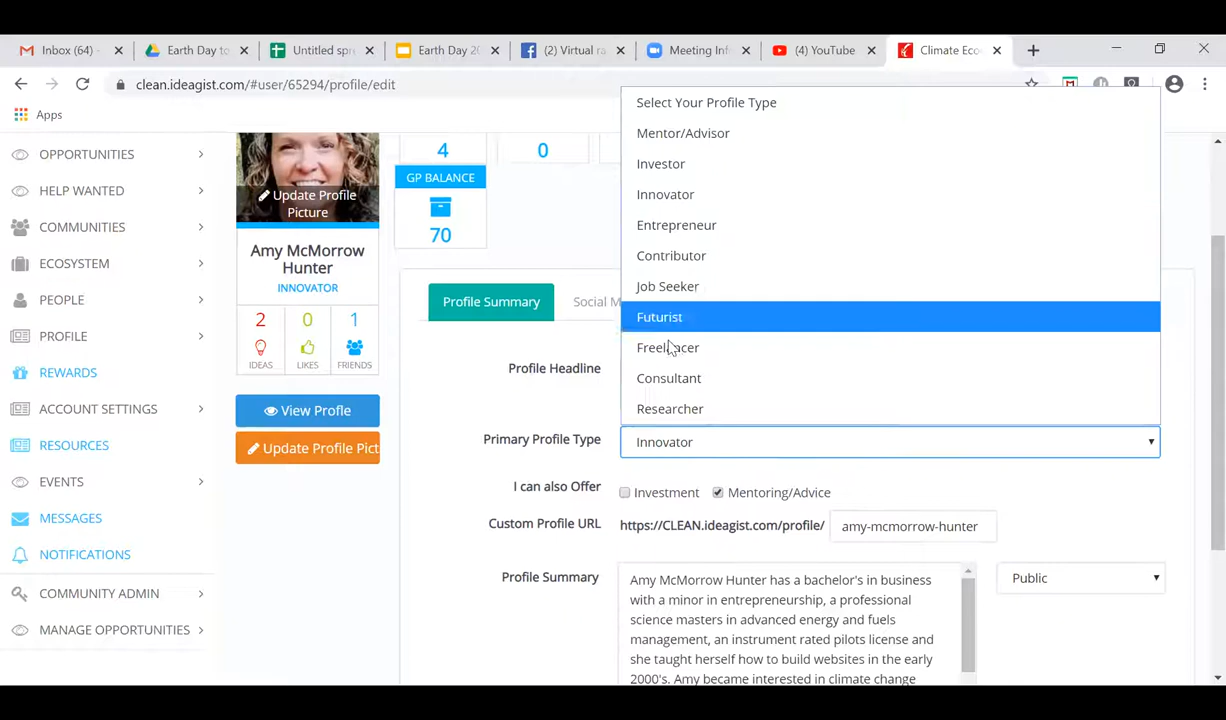 Inbox (64) -
Earth Day to
Untitled spr
Earth Day 20
(2) Virtual ra
Meeting Inf
(4) YouTube
Climate Eco
clean.ideagist.com/#user/65294/profile/edit
Apps
OPPORTUNITIES
HELP WANTED
COMMUNITIES
ECOSYSTEM
PEOPLE
PROFILE
REWARDS
ACCOUNT SETTINGS
RESOURCES
EVENTS
MESSAGES
NOTIFICATIONS
COMMUNITY ADMIN
MANAGE OPPORTUNITIES
Update Profile
Picture
Amy McMorrow
Hunter
INNOVATOR
2 0 1
IDEAS LIKES FRIENDS
View Profle
Update Profile Pict
4 0
GP BALANCE
70
Profile Summary
Social M
Profile Headline
Select Your Profile Type
Mentor/Advisor
Investor
Innovator
Entrepreneur
Contributor
Job Seeker
Futurist
Freelancer
Consultant
Researcher
Primary Profile Type
Innovator
I can also Offer
Investment
Mentoring/Advice
Custom Profile URL
https://CLEAN.ideagist.com/profile/
amy-mcmorrow-hunter
Profile Summary
Amy McMorrow Hunter has a bachelor's in business
with a minor in entrepreneurship, a professional
science masters in advanced energy and fuels
management, an instrument rated pilots license and
she taught herself how to build websites in the early
2000's. Amy became interested in climate change
Public